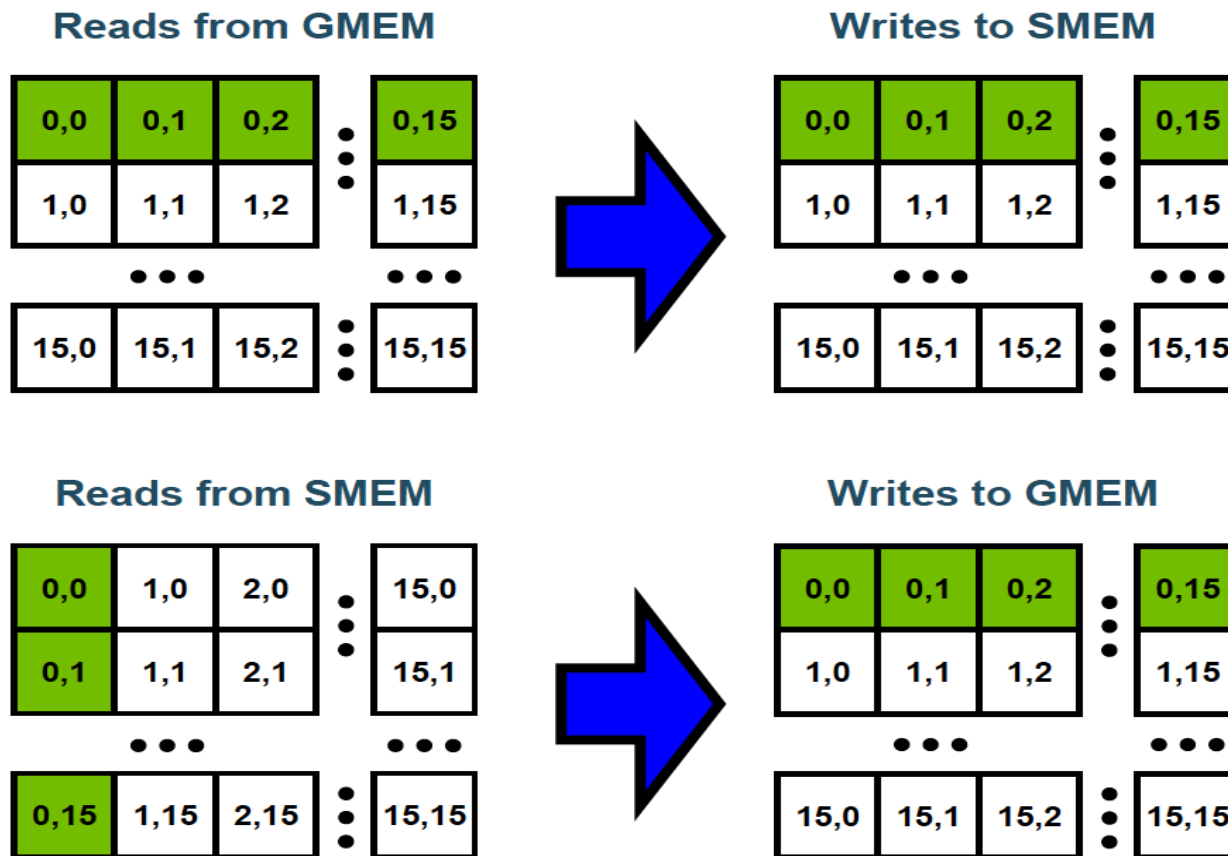 Reads from GMEM
Writes to SMEM
0,0 0,1 0,2 0,15
1,0 1,1 1,2 1,15
15,0 15,1 15,2 15,15
0,0 0,1 0,2 0,15
1,0 1,1 1,2 1,15
15,0 15,1 15,2 15,15
Reads from SMEM
Writes to GMEM
0,0 1,0 2,0 15,0
0,1 1,1 2,1 15,1
0,15 1,15 2,15 15,15
0,0 0,1 0,2 0,15
1,0 1,1 1,2 1,15
15,0 15,1 15,2 15,15